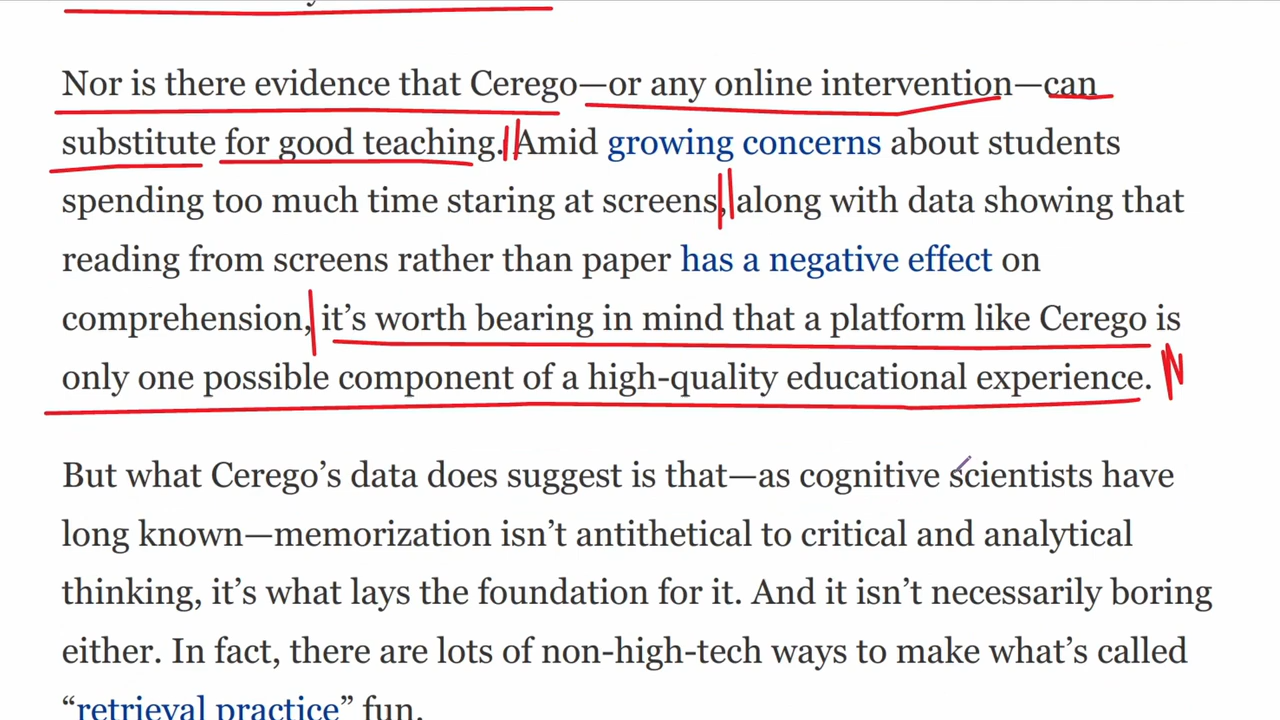 Nor is there evidence that Cerego—or any online intervention—can
substitute for good teaching. Amid growing concerns about students
spending too much time staring at screens, along with data showing that
reading from screens rather than paper has a negative effect on
comprehension, it’s worth bearing in mind that a platform like Cerego is
only one possible component of a high-quality educational experience.
But what Cerego’s data does suggest is that—as cognitive scientists have
long known—memorization isn’t antithetical to critical and analytical
thinking, it’s what lays the foundation for it. And it isn’t necessarily boring
either. In fact, there are lots of non-high-tech ways to make what’s called
“retrieval practice” fun.